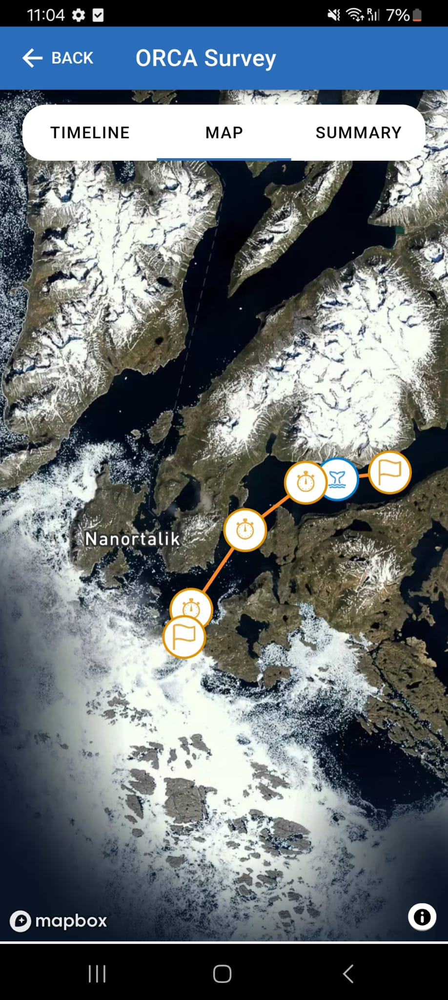 11:04 R 7%
BACK ORCA Survey
TIMELINE MAP SUMMARY
Nanortalik
mapbox